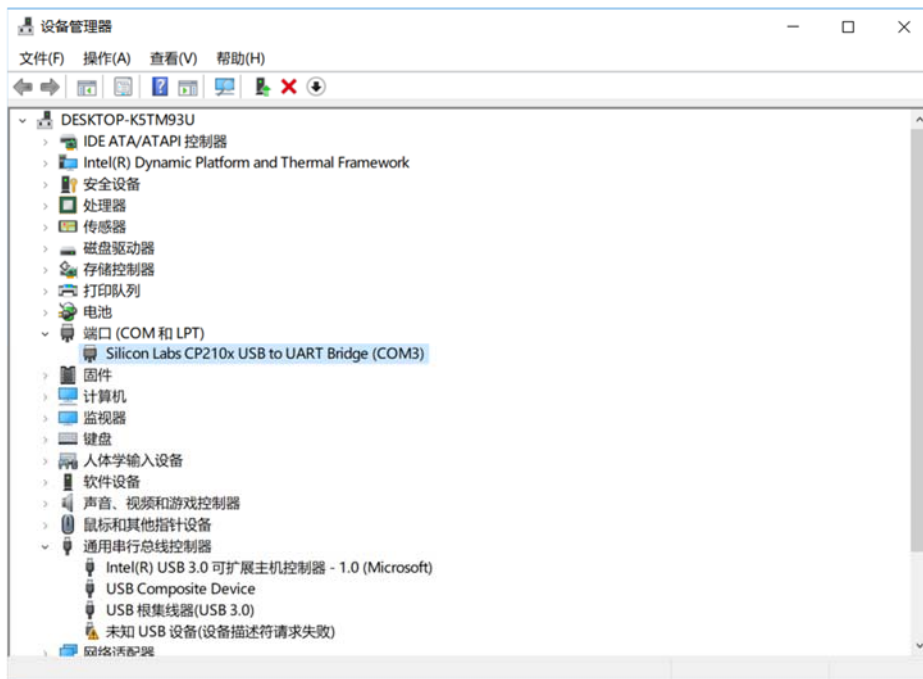 设备管理器
文件(F) 操作(A) 查看(V) 帮助(H)
DESKTOP-K5TM93U
IDE ATA/ATAPI 控制器
Intel(R) Dynamic Platform and Thermal Framework
安全设备
处理器
传感器
磁盘驱动器
存储控制器
打印队列
电池
端口 (COM 和 LPT)
Silicon Labs CP210x USB to UART Bridge (COM3)
固件
计算机
监视器
键盘
人体学输入设备
软件设备
声音、视频和游戏控制器
鼠标和其他指针设备
通用串行总线控制器
Intel(R) USB 3.0 可扩展主机控制器 - 1.0 (Microsoft)
USB Composite Device
USB 根集线器(USB 3.0)
未知 USB 设备(设备描述符请求失败)
网络适配器